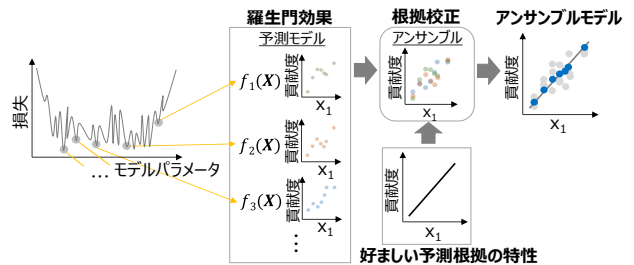 損失
… モデルパラメータ
羅生門効果
予測モデル
f₁(X)
貢献度
x₁
f₂(X)
貢献度
x₁
f₃(X)
貢献度
x₁
⋮
根拠校正
アンサンブル
貢献度
x₁
貢献度
x₁
好ましい予測根拠の特性
アンサンブルモデル
貢献度
x₁